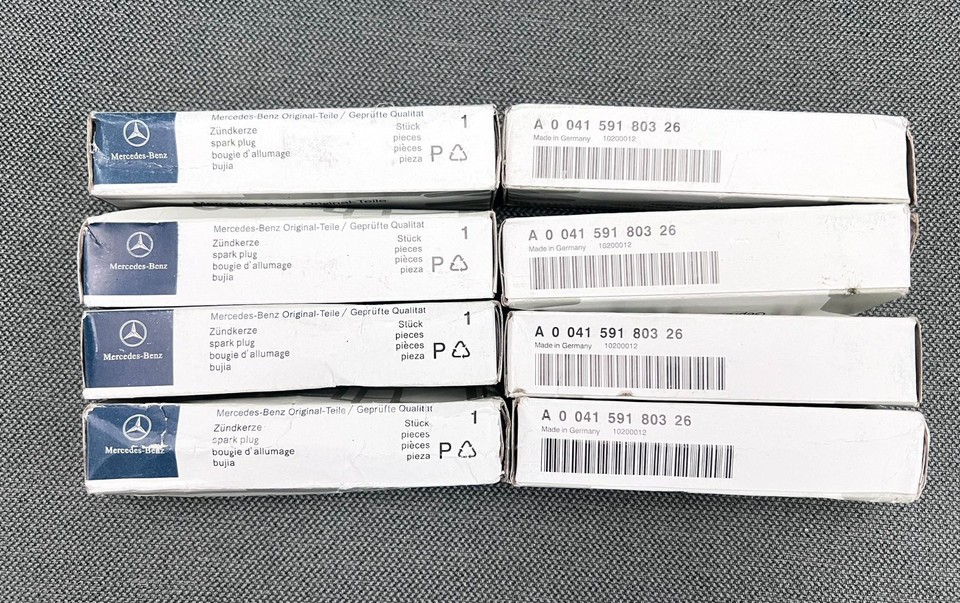 Mercedes-Benz Original-Teile / Geprüfte Qualität
Mercedes-Benz
Zündkerze
spark plug
bougie d'allumage
bujia
Stück
pieces
pièces
pieza
1
P
A 0 041 591 803 26
Made in Germany 10200012
Mercedes-Benz Original-Teile
Mercedes-Benz Original-Teile / Geprüfte Qualität
Mercedes-Benz
Zündkerze
spark plug
bougie d'allumage
bujia
Stück
pieces
pièces
pieza
1
P
A 0 041 591 803 26
Made in Germany 10200012
Mercedes-Benz Original-Teile / Geprüfte Qualität
Mercedes-Benz
Zündkerze
spark plug
bougie d'allumage
bujia
Stück
pieces
pièces
pieza
1
P
A 0 041 591 803 26
Made in Germany 10200012
Mercedes-Benz Original-Teile / Geprüfte Qualität
Mercedes-Benz
Zündkerze
spark plug
bougie d'allumage
bujia
Stück
pieces
pièces
pieza
1
P
A 0 041 591 803 26
Made in Germany 10200012